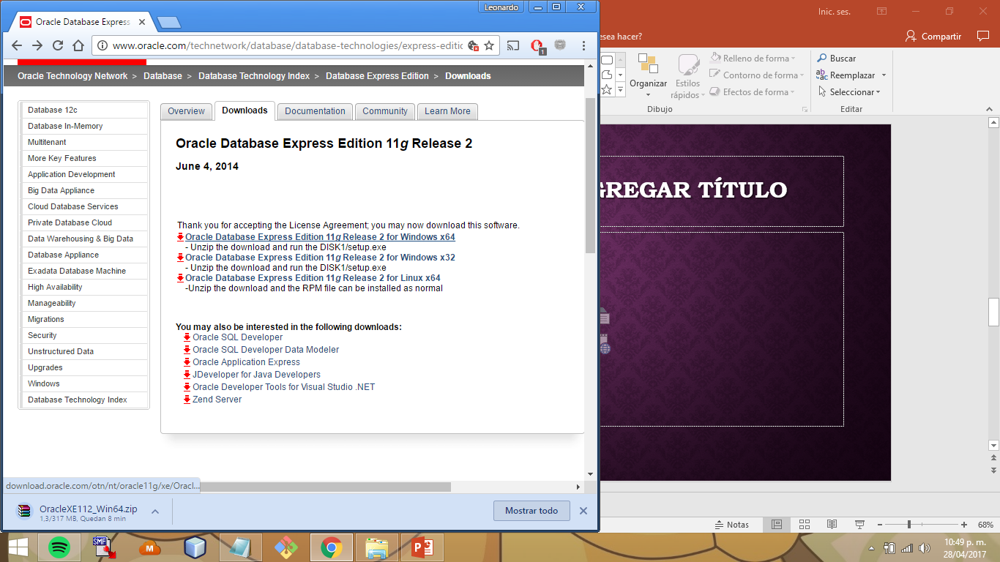 Leonardo
Oracle Database Express
www.oracle.com/technetwork/database/database-technologies/express-editic
1
Oracle Technology Network > Database > Database Technology Index > Database Express Edition > Downloads
Database 12c
Database In-Memory
Multitenant
More Key Features
Application Development
Big Data Appliance
Cloud Database Services
Private Database Cloud
Data Warehousing & Big Data
Database Appliance
Exadata Database Machine
High Availability
Manageability
Migrations
Security
Unstructured Data
Upgrades
Windows
Database Technology Index
Overview
Downloads
Documentation
Community
Learn More
Oracle Database Express Edition 11g Release 2
June 4, 2014
Thank you for accepting the License Agreement; you may now download this software.
Oracle Database Express Edition 11g Release 2 for Windows x64
- Unzip the download and run the DISK1/setup.exe
Oracle Database Express Edition 11g Release 2 for Windows x32
- Unzip the download and run the DISK1/setup.exe
Oracle Database Express Edition 11g Release 2 for Linux x64
-Unzip the download and the RPM file can be installed as normal
You may also be interested in the following downloads:
Oracle SQL Developer
Oracle SQL Developer Data Modeler
Oracle Application Express
JDeveloper for Java Developers
Oracle Developer Tools for Visual Studio .NET
Zend Server
download.oracle.com/otn/nt/oracle11g/xe/Oracl...
OracleXE112_Win64.zip
1,3/317 MB, Quedan 8 min
Mostrar todo
Inic. ses.
esea hacer?
Compartir
Organizar
Estilos
rápidos
Relleno de forma
Contorno de forma
Efectos de forma
Dibujo
Buscar
Reemplazar
Seleccionar
Editar
GREGAR TÍTULO
Notas
68%
SMF
10:49 p. m.
28/04/2017